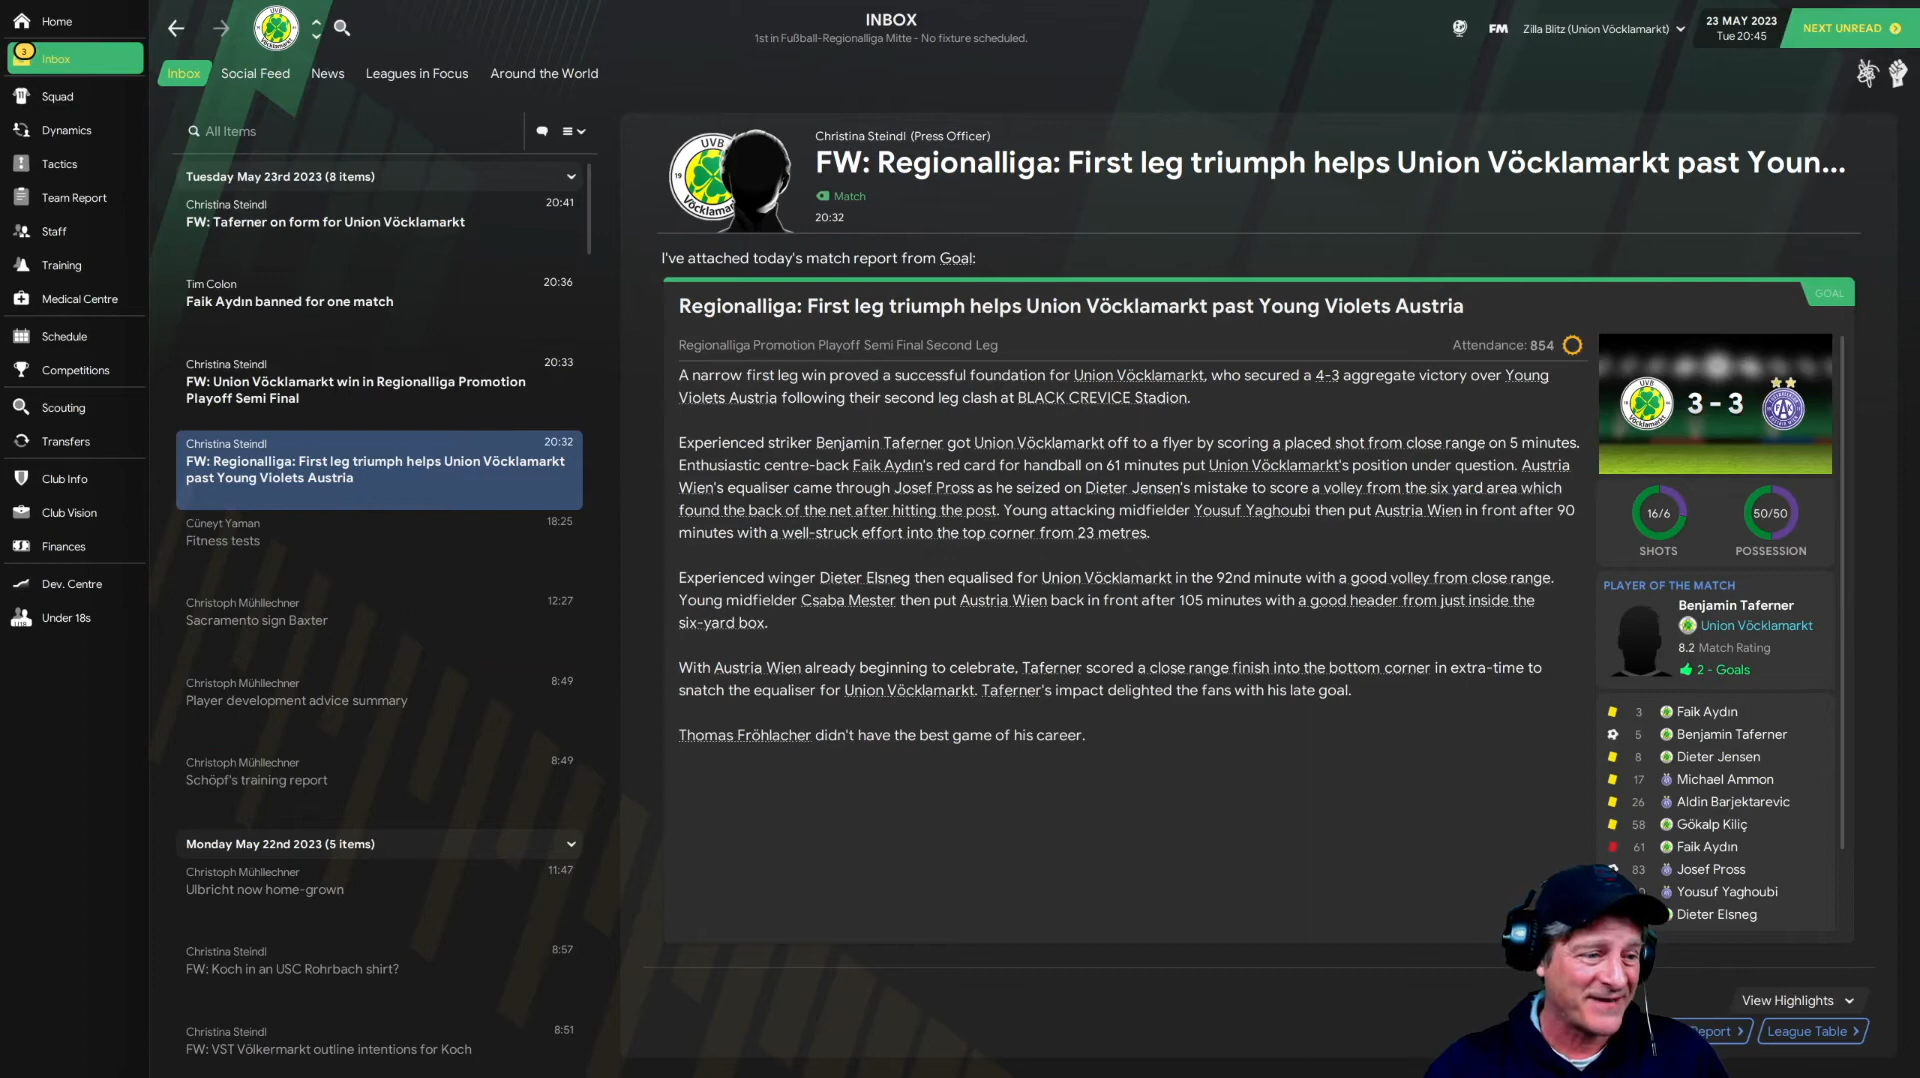 Home
3
Inbox
Squad
Dynamics
Tactics
Team Report
Staff
Training
Medical Centre
Schedule
Competitions
Scouting
Transfers
Club Info
Club Vision
Finances
Dev. Centre
Under 18s
INBOX
1st in Fußball-Regionalliga Mitte - No fixture scheduled.
FM
Zilla Blitz (Union Vöcklamarkt)
23 MAY 2023
Tue 20:45
NEXT UNREAD
Inbox
Social Feed
News
Leagues in Focus
Around the World
All Items
Tuesday May 23rd 2023 (8 items)
Christina Steindl 20:41
FW: Taferner on form for Union Vöcklamarkt
Tim Colon 20:36
Faik Aydın banned for one match
Christina Steindl 20:33
FW: Union Vöcklamarkt win in Regionalliga Promotion
Playoff Semi Final
Christina Steindl 20:32
FW: Regionalliga: First leg triumph helps Union Vöcklamarkt
past Young Violets Austria
Cüneyt Yaman 18:25
Fitness tests
Christoph Mühllechner 12:27
Sacramento sign Baxter
Christoph Mühllechner 8:49
Player development advice summary
Christoph Mühllechner 8:49
Schöpf's training report
Monday May 22nd 2023 (5 items)
Christoph Mühllechner 11:47
Ulbricht now home-grown
Christina Steindl 8:57
FW: Koch in an USC Rohrbach shirt?
Christina Steindl 8:51
FW: VST Völkermarkt outline intentions for Koch
UVB
19
Vöcklamarkt
Christina Steindl (Press Officer)
FW: Regionalliga: First leg triumph helps Union Vöcklamarkt past Youn...
Match
20:32
I've attached today's match report from Goal:
GOAL
Regionalliga: First leg triumph helps Union Vöcklamarkt past Young Violets Austria
Regionalliga Promotion Playoff Semi Final Second Leg
Attendance: 854
A narrow first leg win proved a successful foundation for Union Vöcklamarkt, who secured a 4-3 aggregate victory over Young
Violets Austria following their second leg clash at BLACK CREVICE Stadion.
Experienced striker Benjamin Taferner got Union Vöcklamarkt off to a flyer by scoring a placed shot from close range on 5 minutes.
Enthusiastic centre-back Faik Aydın's red card for handball on 61 minutes put Union Vöcklamarkt's position under question. Austria
Wien's equaliser came through Josef Pross as he seized on Dieter Jensen's mistake to score a volley from the six yard area which
found the back of the net after hitting the post. Young attacking midfielder Yousuf Yaghoubi then put Austria Wien in front after 90
minutes with a well-struck effort into the top corner from 23 metres.
Experienced winger Dieter Elsneg then equalised for Union Vöcklamarkt in the 92nd minute with a good volley from close range.
Young midfielder Csaba Mester then put Austria Wien back in front after 105 minutes with a good header from just inside the
six-yard box.
With Austria Wien already beginning to celebrate, Taferner scored a close range finish into the bottom corner in extra-time to
snatch the equaliser for Union Vöcklamarkt. Taferner's impact delighted the fans with his late goal.
Thomas Fröhlacher didn't have the best game of his career.
3 - 3
16/6
SHOTS
50/50
POSSESSION
PLAYER OF THE MATCH
Benjamin Taferner
Union Vöcklamarkt
8.2 Match Rating
2 - Goals
3 Faik Aydın
5 Benjamin Taferner
8 Dieter Jensen
17 Michael Ammon
26 Aldin Barjektarevic
58 Gökalp Kiliç
61 Faik Aydın
83 Josef Pross
Yousuf Yaghoubi
Dieter Elsneg
View Highlights
Report
League Table